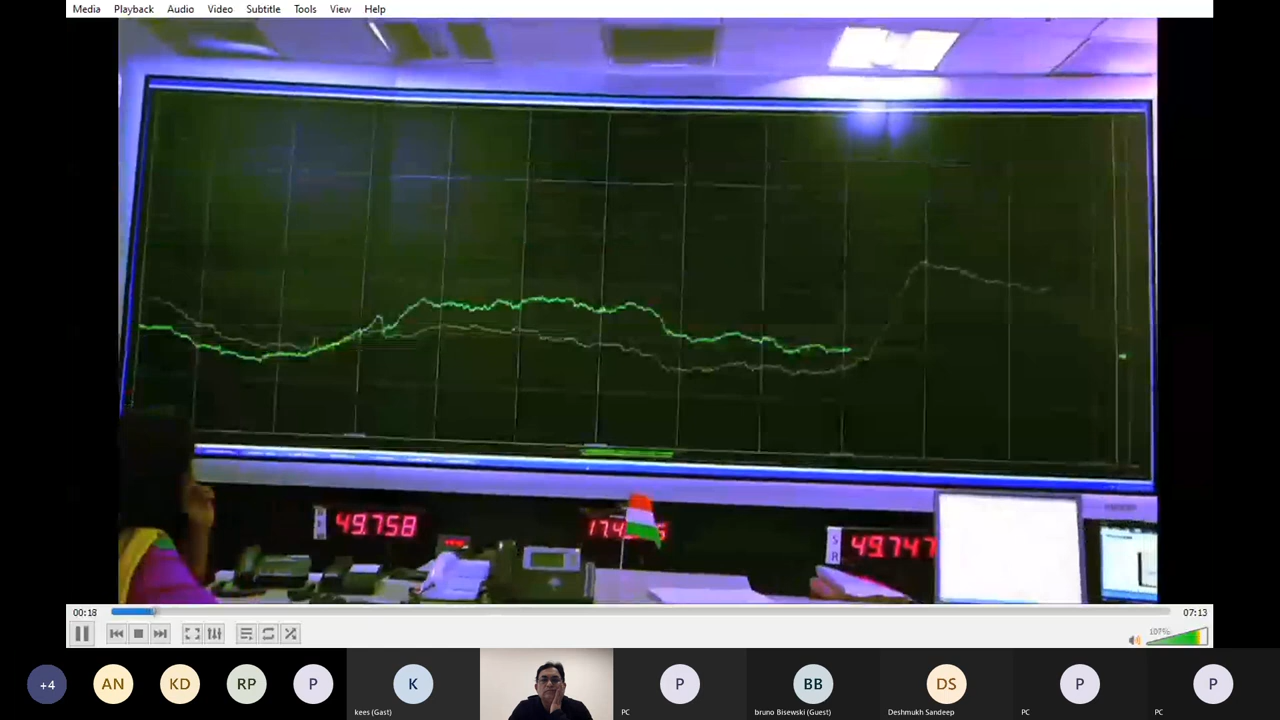 Media Playback Audio Video Subtitle Tools View Help
49.758
49.747
S
R
00:18
07:13
107%
+4
AN
KD
RP
P
K
P
BB
DS
P
P
kees (Gast)
PC
bruno Bisewski (Guest)
Deshmukh Sandeep
PC
PC